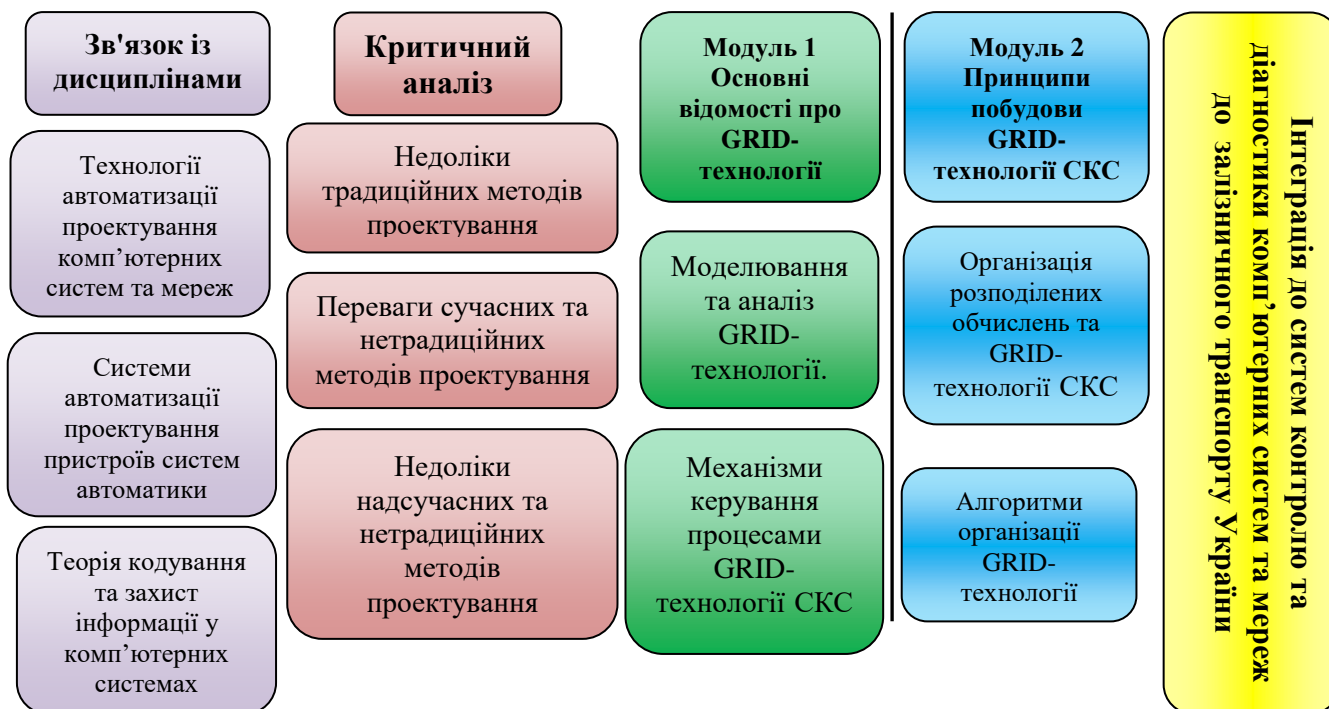 Зв'язок із
дисциплінами
Технології
автоматизації
проектування
комп’ютерних
систем та мереж
Системи
автоматизації
проектування
пристроїв систем
автоматики
Теорія кодування
та захист
інформації у
комп’ютерних
системах
Критичний
аналіз
Недоліки
традиційних методів
проектування
Переваги сучасних та
нетрадиційних
методів проектування
Недоліки
надсучасних та
нетрадиційних
методів
проектування
Модуль 1
Основні
відомості про
GRID-
технології
Моделювання
та аналіз
GRID-
технології.
Механізми
керування
процесами
GRID-
технології СКС
Модуль 2
Принципи
побудови
GRID-
технології СКС
Організація
розподілених
обчислень та
GRID-
технології СКС
Алгоритми
організації
GRID-
технології
Інтеграція до систем контролю та
діагностики комп’ютерних систем та мереж
до залізничного транспорту України